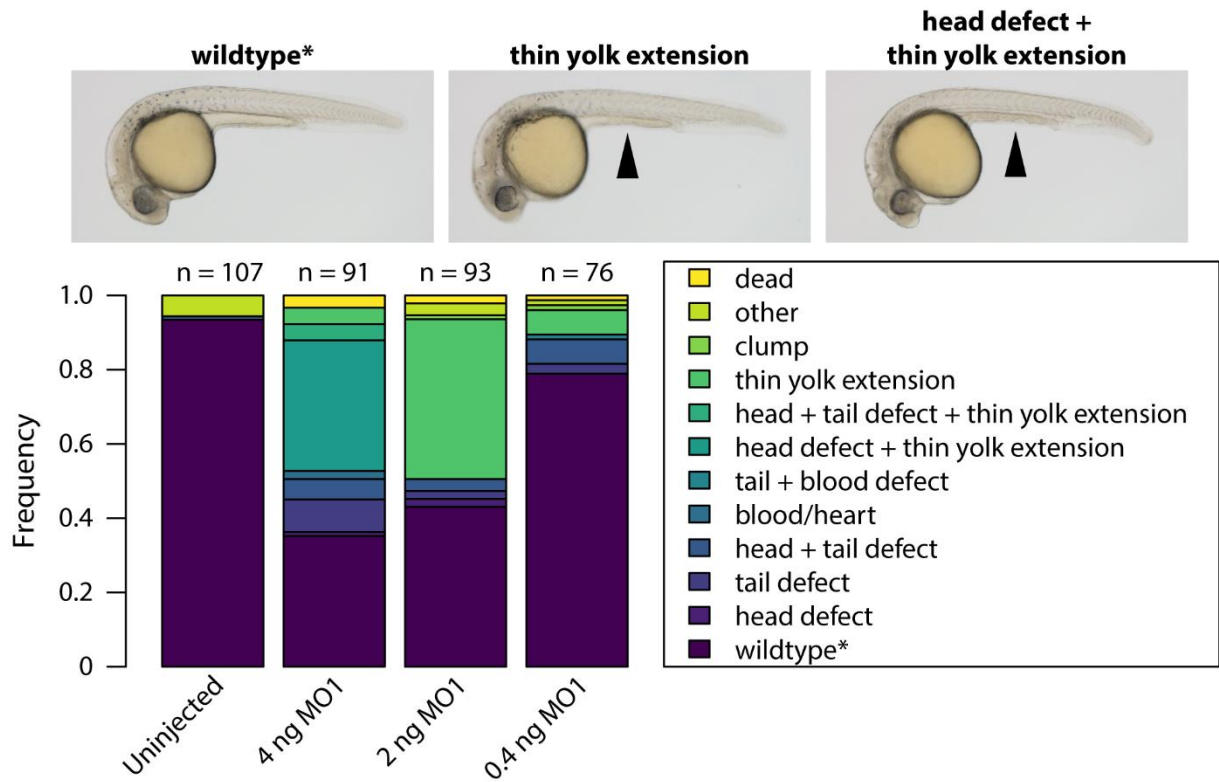 wildtype*
thin yolk extension
head defect +
thin yolk extension
n = 107
n = 91
n = 93
n = 76
Frequency
1.0
0.8
0.6
0.4
0.2
0
Uninjected
4 ng MO1
2 ng MO1
0.4 ng MO1
dead
other
clump
thin yolk extension
head + tail defect + thin yolk extension
head defect + thin yolk extension
tail + blood defect
blood/heart
head + tail defect
tail defect
head defect
wildtype*